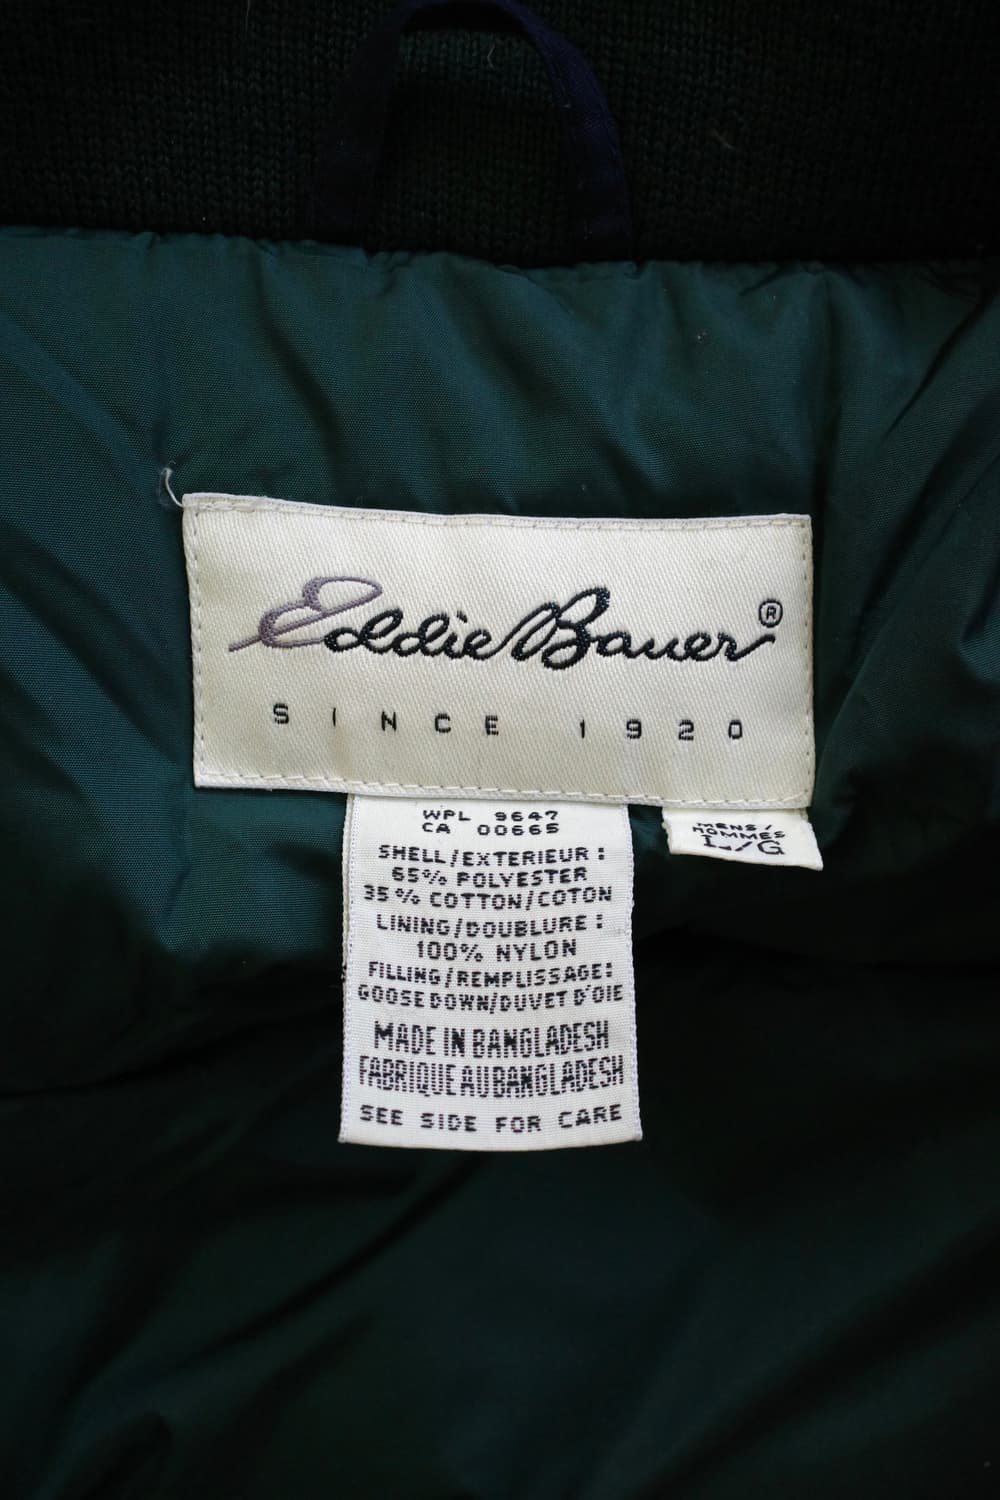 Eddie Bauer®
SINCE 1920
WPL 9647
CA 00665
SHELL/EXTERIEUR:
65% POLYESTER
35% COTTON/COTON
LINING/DOUBLURE:
100% NYLON
FILLING/REMPLISSAGE:
GOOSE DOWN/DUVET D'OIE
MADE IN BANGLADESH
FABRIQUE AU BANGLADESH
SEE SIDE FOR CARE
MENS/
HOMMES
L/G